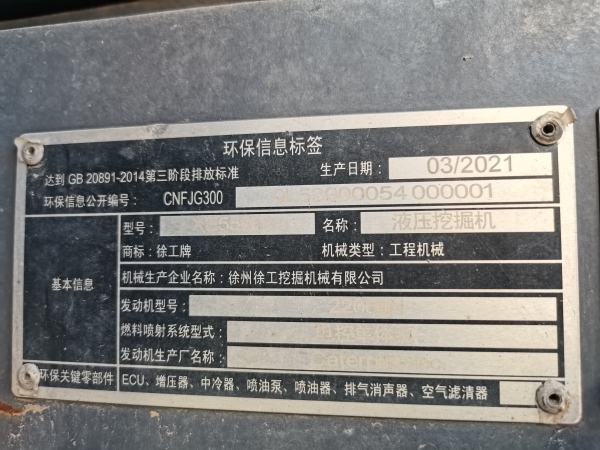 环保信息标签
达到 GB 20891-2014第三阶段排放标准
生产日期： 03/2021
环保信息公开编号： CNFJG300 00054 000001
型号：
名称： 液压挖掘机
商标：徐工牌
机械类型：工程机械
基本信息
机械生产企业名称：徐州徐工挖掘机械有限公司
发动机型号：
燃料喷射系统型式：
发动机生产厂名称：
环保关键零部件
ECU、增压器、中冷器、喷油泵、喷油器、排气消声器、空气滤清器